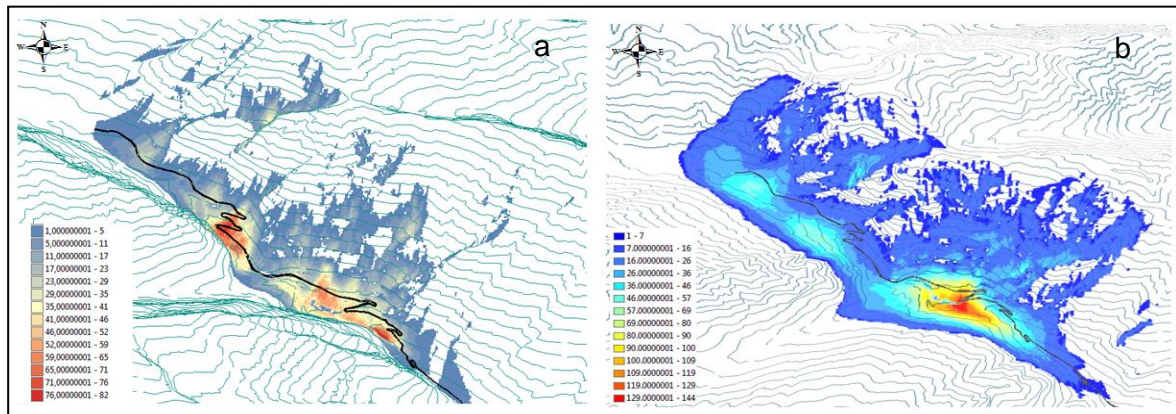 N
W E
S
a
1,00000001 - 5
5,00000001 - 11
11,00000001 - 17
17,00000001 - 23
23,00000001 - 29
29,00000001 - 35
35,00000001 - 41
41,00000001 - 46
46,00000001 - 52
52,00000001 - 59
59,00000001 - 65
65,00000001 - 71
71,00000001 - 76
76,00000001 - 82
N
W E
S
b
1 - 7
7.000000001 - 16
16.00000001 - 26
26.00000001 - 36
36.00000001 - 46
46.00000001 - 57
57.00000001 - 69
69.00000001 - 80
80.00000001 - 90
90.00000001 - 100
100.0000001 - 109
109.0000001 - 119
119.0000001 - 129
129.0000001 - 144